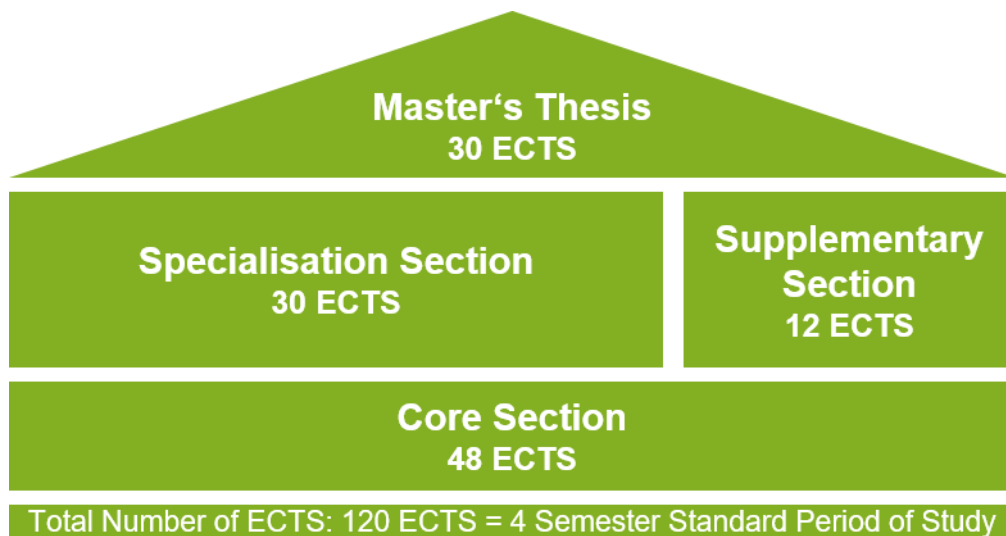 Master‘s Thesis
30 ECTS
Specialisation Section
30 ECTS
Supplementary
Section
12 ECTS
Core Section
48 ECTS
Total Number of ECTS: 120 ECTS = 4 Semester Standard Period of Study